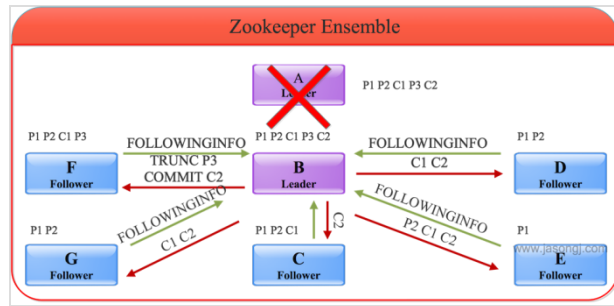 Zookeeper Ensemble
A
Leader
P1 P2 C1 P3 C2
P1 P2 C1 P3
FOLLOWINGINFO
P1 P2 C1 P3 C2
FOLLOWINGINFO
P1 P2
F
Follower
TRUNC P3
COMMIT C2
B
Leader
C1 C2
D
Follower
P1 P2
FOLLOWINGINFO
C1 C2
P1 P2 C1
C2
FOLLOWINGINFO
P2 C1 C2
P1
G
Follower
C
Follower
E
Follower
www.jasongj.com